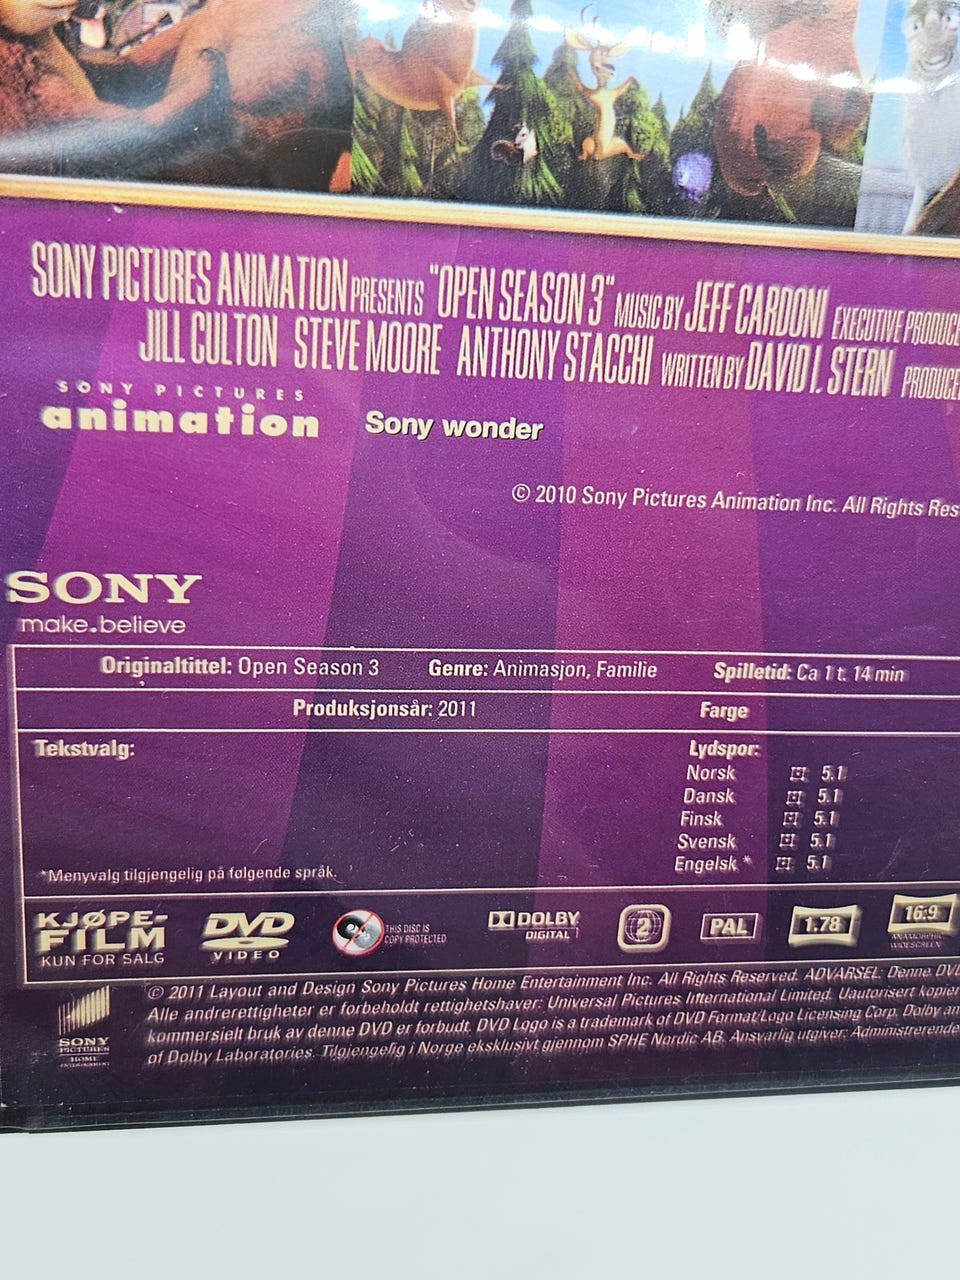 SONY PICTURES ANIMATION PRESENTS "OPEN SEASON 3" MUSIC BY JEFF CARDONI EXECUTIVE PRODUCE
JILL CULTON STEVE MOORE ANTHONY STACCHI WRITTEN BY DAVID I. STERN PRODUCE
SONY PICTURES
animation
Sony wonder
© 2010 Sony Pictures Animation Inc. All Rights Res
SONY
make.believe
Originaltittel: Open Season 3 Genre: Animasjon, Familie Spilletid: Ca 1 t. 14 min
Produksjonsår: 2011 Farge
Tekstvalg:
Lydspor:
Norsk 5.1
Dansk 5.1
Finsk 5.1
Svensk 5.1
Engelsk * 5.1
*Menyvalg tilgjengelig på følgende språk.
KJØPE-
FILM
KUN FOR SALG
DVD
VIDEO
THIS DISC IS
COPY PROTECTED
DOLBY
DIGITAL
2
PAL
1.78
16:9
ANAMORPHIC
WIDESCREEN
© 2011 Layout and Design Sony Pictures Home Entertainment Inc. All Rights Reserved. ADVARSEL: Denne DVD
Alle andrerettigheter er forbeholdt rettighetshaver: Universal Pictures International Limited. Uautorisert kopier
kommersielt bruk av denne DVD er forbudt. DVD Logo is a trademark of DVD Format/Logo Licensing Corp. Dolby an
of Dolby Laboratories. Tilgjengelig i Norge eksklusivt gjennom SPHE Nordic AB. Ansvarlig utgiver: Administrerende
SONY
PICTURES
HOME
ENTERTAINMENT